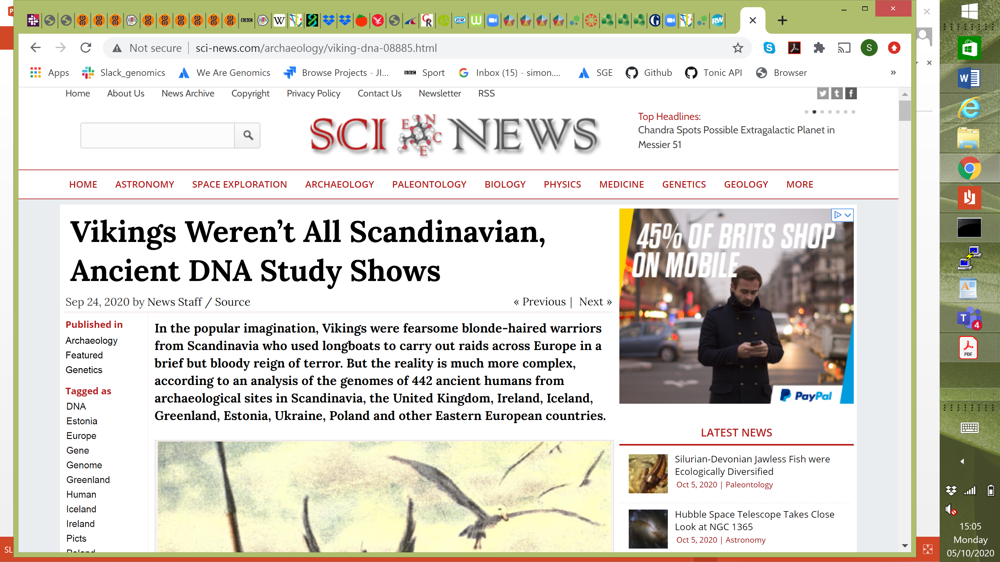 Not secure
sci-news.com/archaeology/viking-dna-08885.html
S
Apps
Slack_genomics
We Are Genomics
Browse Projects - JI...
BBC
Sport
Inbox (15) - simon....
SGE
Github
Tonic API
Browser
»
Home
About Us
News Archive
Copyright
Privacy Policy
Contact Us
Newsletter
RSS
SCI
ENCE
NEWS
Top Headlines:
Chandra Spots Possible Extragalactic Planet in
Messier 51
HOME
ASTRONOMY
SPACE EXPLORATION
ARCHAEOLOGY
PALEONTOLOGY
BIOLOGY
PHYSICS
MEDICINE
GENETICS
GEOLOGY
MORE
Vikings Weren’t All Scandinavian,
Ancient DNA Study Shows
Sep 24, 2020 by News Staff / Source
« Previous | Next »
Published in
Archaeology
Featured
Genetics
Tagged as
DNA
Estonia
Europe
Gene
Genome
Greenland
Human
Iceland
Ireland
Picts
Poland
In the popular imagination, Vikings were fearsome blonde-haired warriors
from Scandinavia who used longboats to carry out raids across Europe in a
brief but bloody reign of terror. But the reality is much more complex,
according to an analysis of the genomes of 442 ancient humans from
archaeological sites in Scandinavia, the United Kingdom, Ireland, Iceland,
Greenland, Estonia, Ukraine, Poland and other Eastern European countries.
45% OF BRITS SHOP
ON MOBILE
PayPal
LATEST NEWS
Silurian-Devonian Jawless Fish were
Ecologically Diversified
Oct 5, 2020 | Paleontology
Hubble Space Telescope Takes Close
Look at NGC 1365
Oct 5, 2020 | Astronomy
SL
W
T
4
PDF
15:05
Monday
05/10/2020